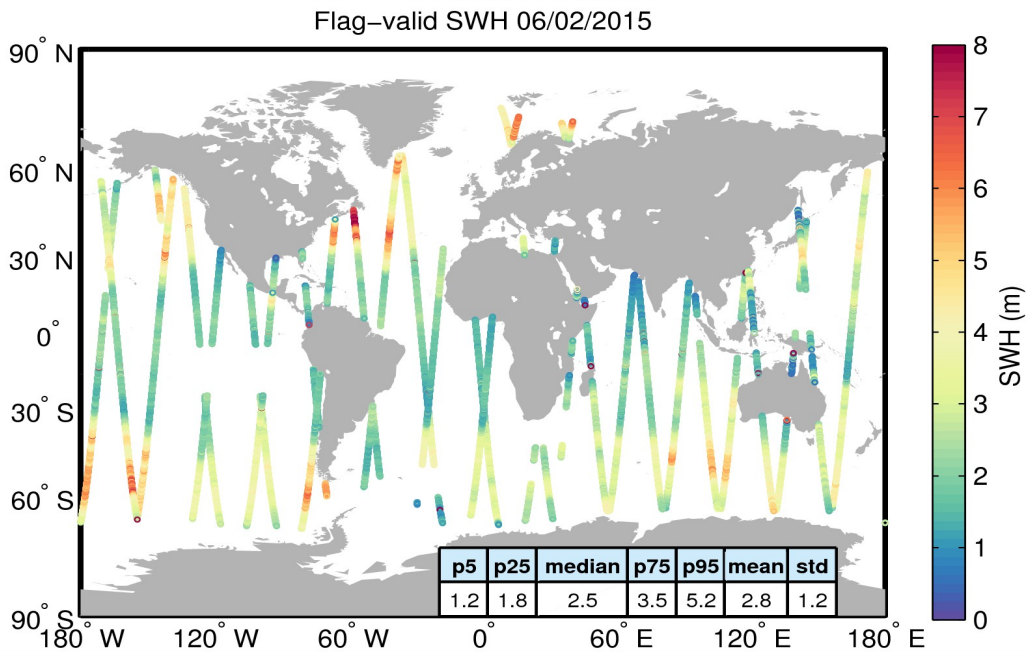 Flag−valid SWH 06/02/2015
90° N
60° N
30° N
0°
30° S
60° S
90° S
180° W
120° W
60° W
0°
60° E
120° E
180° E
p5 p25 median p75 p95 mean std
1.2 1.8 2.5 3.5 5.2 2.8 1.2
8
7
6
5
4
3
2
1
0
SWH (m)